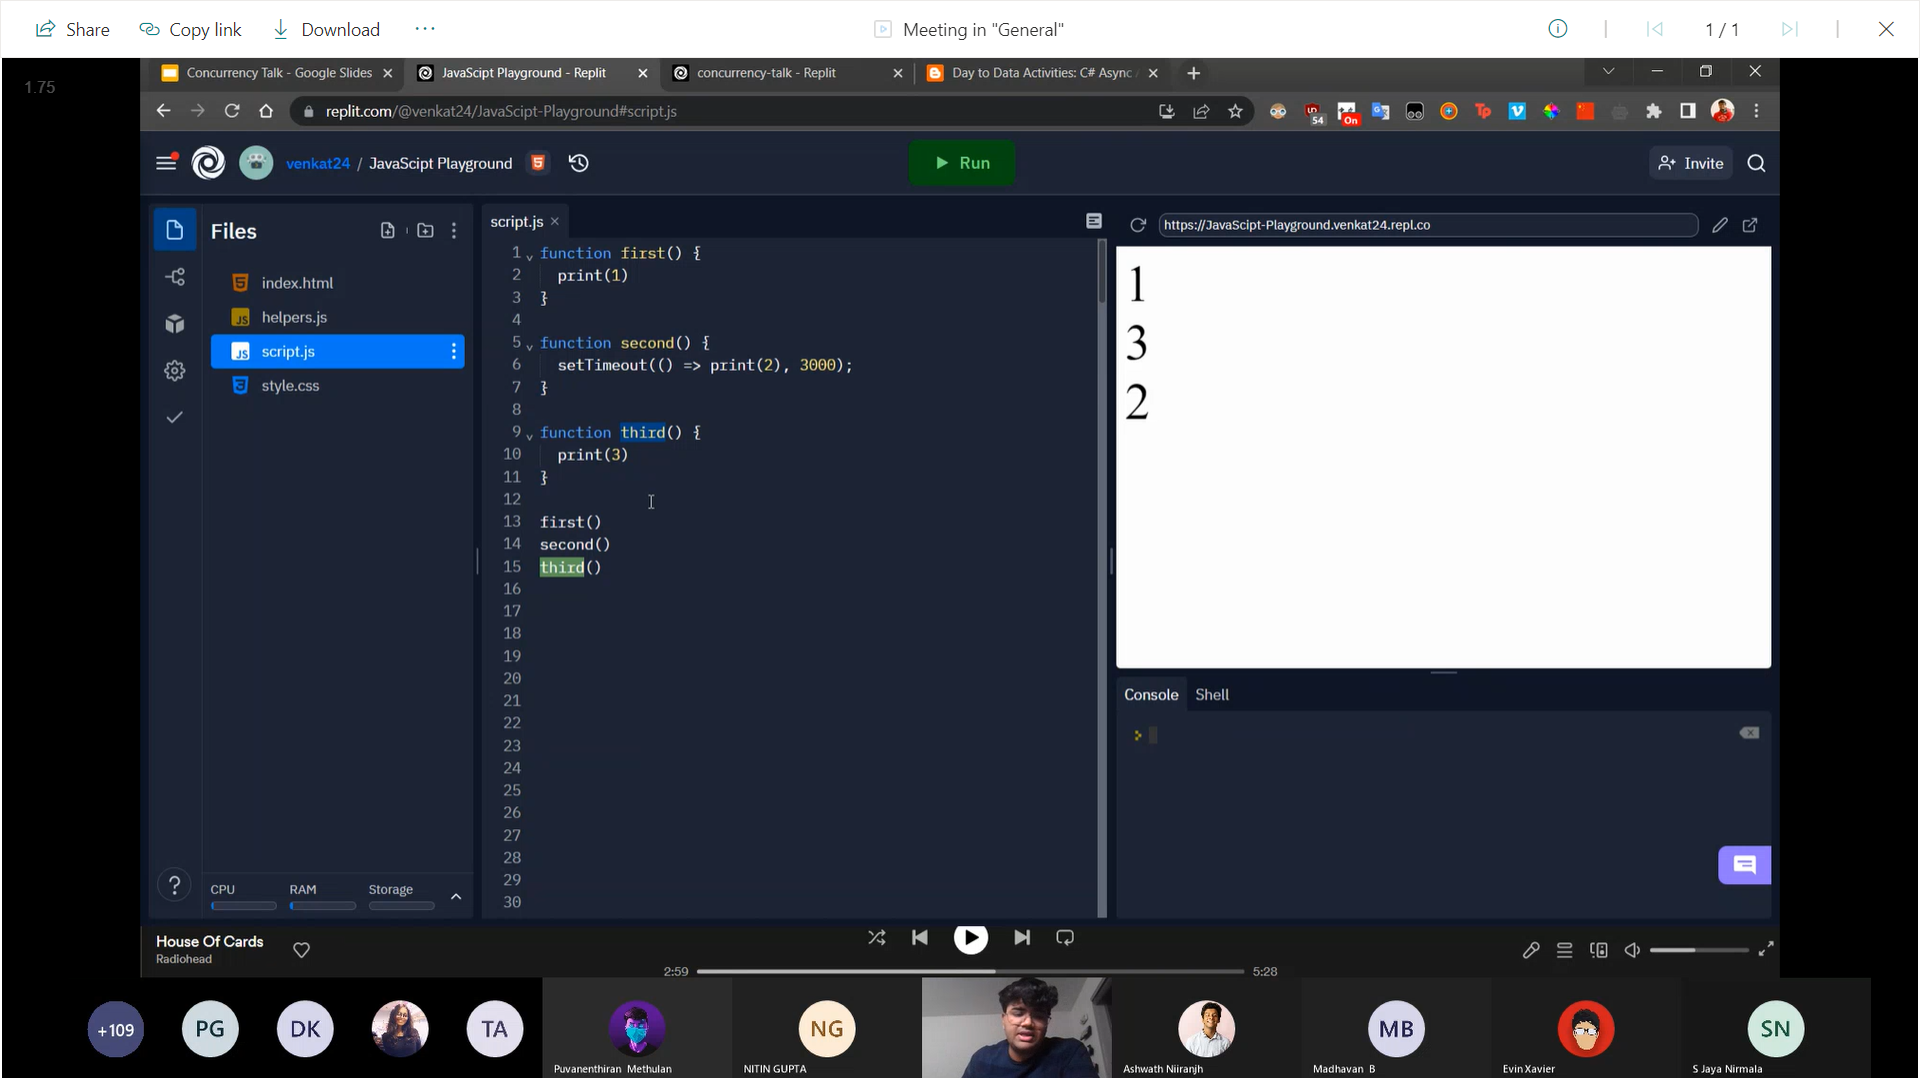 Share
Copy link
Download
Meeting in "General"
1 / 1
1.75
Concurrency Talk - Google Slides
JavaScipt Playground - Replit
concurrency-talk - Replit
Day to Data Activities: C# Async
replit.com/@venkat24/JavaScipt-Playground#script.js
54
On
Tp
venkat24 / JavaScipt Playground
Run
Invite
Files
script.js
https://JavaScipt-Playground.venkat24.repl.co
index.html
helpers.js
script.js
style.css
1 function first() {
2 print(1)
3 }
4
5 function second() {
6 setTimeout(() => print(2), 3000);
7 }
8
9 function third() {
10 print(3)
11 }
12
13 first()
14 second()
15 third()
16
17
18
19
20
21
22
23
24
25
26
27
28
29
30
1
3
2
Console
Shell
CPU
RAM
Storage
House Of Cards
Radiohead
2:59
5:28
+109
PG
DK
TA
NG
MB
SN
Puvanenthiran Methulan
NITIN GUPTA
Ashwath Niiranjh
Madhavan B
Evin Xavier
S Jaya Nirmala